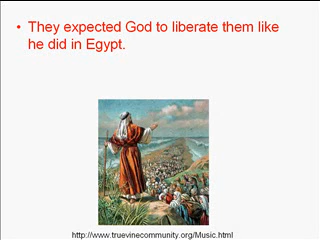 • They expected God to liberate them like
he did in Egypt.
http://www.truevinecommunity.org/Music.html